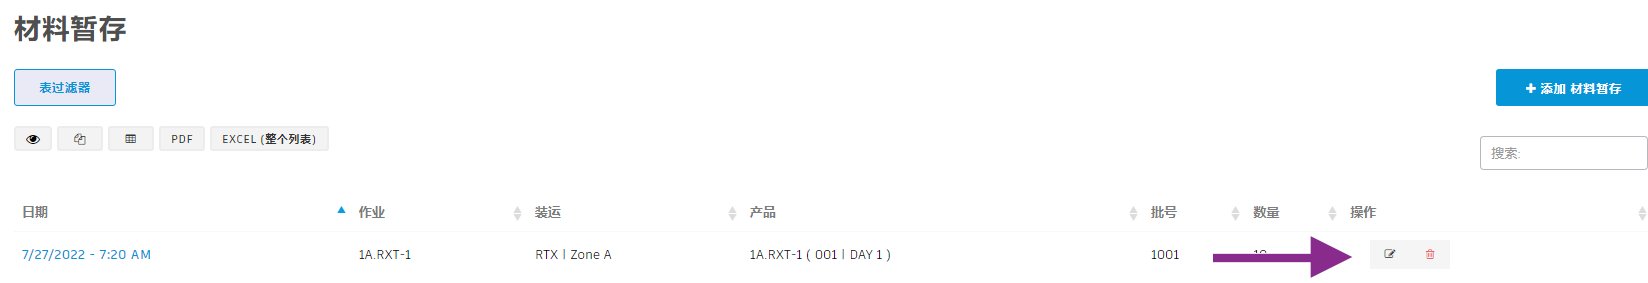 材料暂存
表过滤器
添加 材料暂存
PDF EXCEL (整个列表)
搜索:
日期 作业 装运 产品 批号 数量 操作
7/27/2022 - 7:20 AM 1A.RXT-1 RTX | Zone A 1A.RXT-1 ( 001 | DAY 1 ) 1001